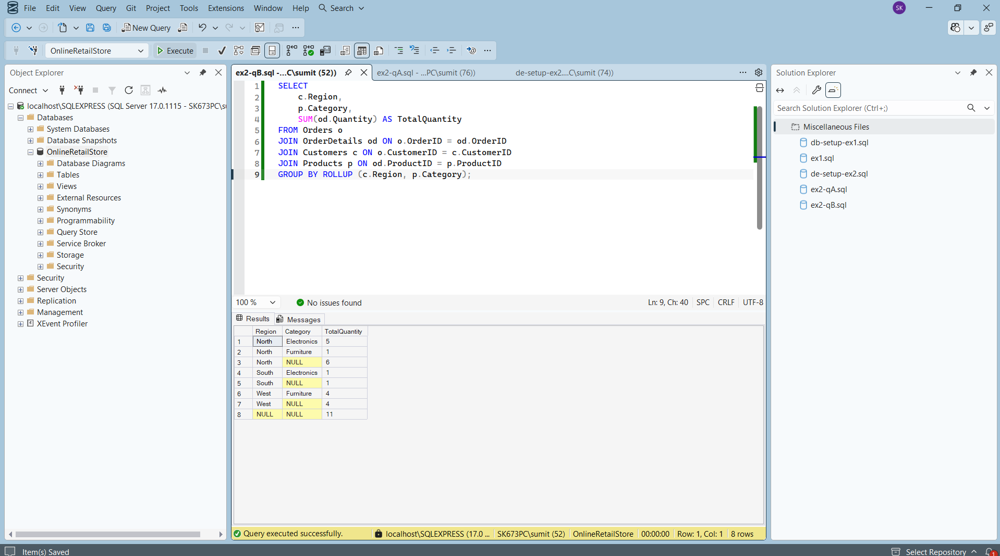 File Edit View Query Git Project Tools Extensions Window Help Search SK
New Query
OnlineRetailStore Execute
Object Explorer
Connect
localhost\SQLEXPRESS (SQL Server 17.0.1115 - SK673PC\su
Databases
System Databases
Database Snapshots
OnlineRetailStore
Database Diagrams
Tables
Views
External Resources
Synonyms
Programmability
Query Store
Service Broker
Storage
Security
Security
Server Objects
Replication
Management
XEvent Profiler
ex2-qB.sql -...C\sumit (52)) ex2-qA.sql - ...PC\sumit (76)) de-setup-ex2....C\sumit (74))
1 SELECT
2 c.Region,
3 p.Category,
4 SUM(od.Quantity) AS TotalQuantity
5 FROM Orders o
6 JOIN OrderDetails od ON o.OrderID = od.OrderID
7 JOIN Customers c ON o.CustomerID = c.CustomerID
8 JOIN Products p ON od.ProductID = p.ProductID
9 GROUP BY ROLLUP (c.Region, p.Category);
100 % No issues found Ln: 9, Ch: 40 SPC CRLF UTF-8
Results Messages
Region Category TotalQuantity
1 North Electronics 5
2 North Furniture 1
3 North NULL 6
4 South Electronics 1
5 South NULL 1
6 West Furniture 4
7 West NULL 4
8 NULL NULL 11
Query executed successfully. localhost\SQLEXPRESS (17.0 ... SK673PC\sumit (52) OnlineRetailStore 00:00:00 Row: 1, Col: 1 8 rows
Solution Explorer
Search Solution Explorer (Ctrl+;)
Miscellaneous Files
db-setup-ex1.sql
ex1.sql
de-setup-ex2.sql
ex2-qA.sql
ex2-qB.sql
Item(s) Saved Select Repository 1